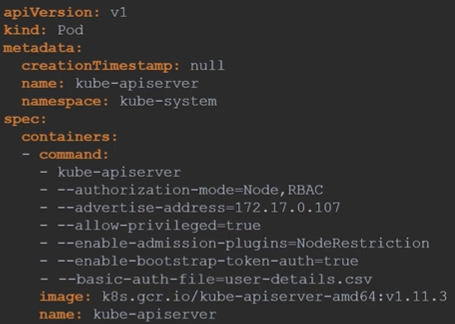 apiVersion: v1
kind: Pod
metadata:
  creationTimestamp: null
  name: kube-apiserver
  namespace: kube-system
spec:
  containers:
  - command:
    - kube-apiserver
    - --authorization-mode=Node,RBAC
    - --advertise-address=172.17.0.107
    - --allow-privileged=true
    - --enable-admission-plugins=NodeRestriction
    - --enable-bootstrap-token-auth=true
    - --basic-auth-file=user-details.csv
    image: k8s.gcr.io/kube-apiserver-amd64:v1.11.3
    name: kube-apiserver